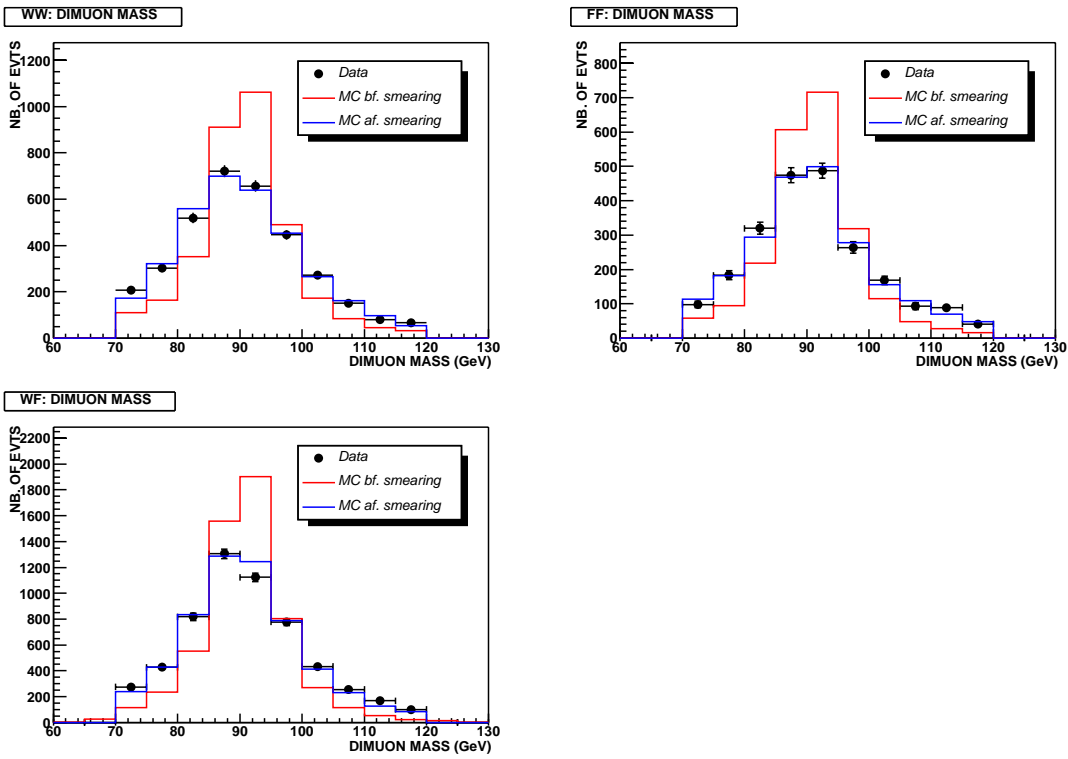 WW: DIMUON MASS
NB. OF EVTS
1200
1000
800
600
400
200
0
60 70 80 90 100 110 120 130
DIMUON MASS (GeV)
Data
MC bf. smearing
MC af. smearing
FF: DIMUON MASS
NB. OF EVTS
800
700
600
500
400
300
200
100
0
60 70 80 90 100 110 120 130
DIMUON MASS (GeV)
Data
MC bf. smearing
MC af. smearing
WF: DIMUON MASS
NB. OF EVTS
2200
2000
1800
1600
1400
1200
1000
800
600
400
200
0
60 70 80 90 100 110 120 130
DIMUON MASS (GeV)
Data
MC bf. smearing
MC af. smearing